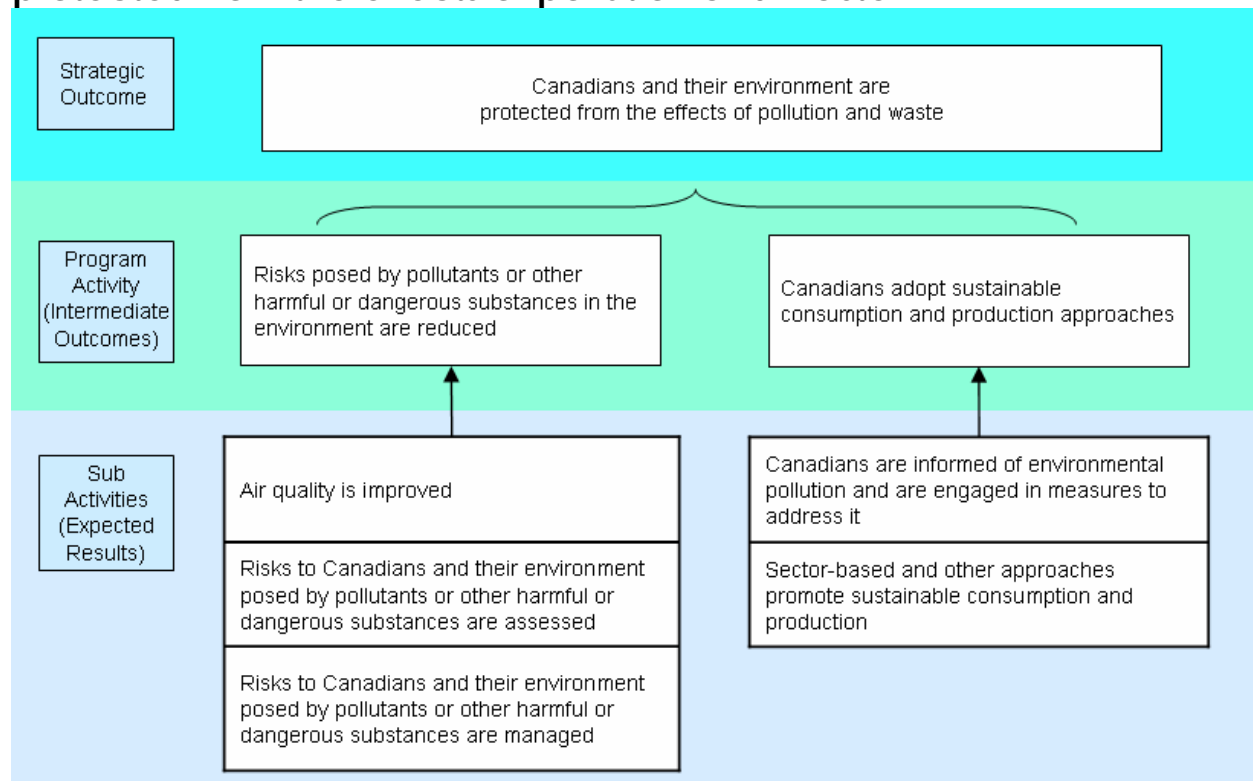 Strategic
Outcome
Canadians and their environment are
protected from the effects of pollution and waste
Program
Activity
(Intermediate
Outcomes)
Risks posed by pollutants or other
harmful or dangerous substances in the
environment are reduced
Canadians adopt sustainable
consumption and production approaches
Sub
Activities
(Expected
Results)
Air quality is improved
Risks to Canadians and their environment
posed by pollutants or other harmful or
dangerous substances are assessed
Risks to Canadians and their environment
posed by pollutants or other harmful or
dangerous substances are managed
Canadians are informed of environmental
pollution and are engaged in measures to
address it
Sector-based and other approaches
promote sustainable consumption and
production